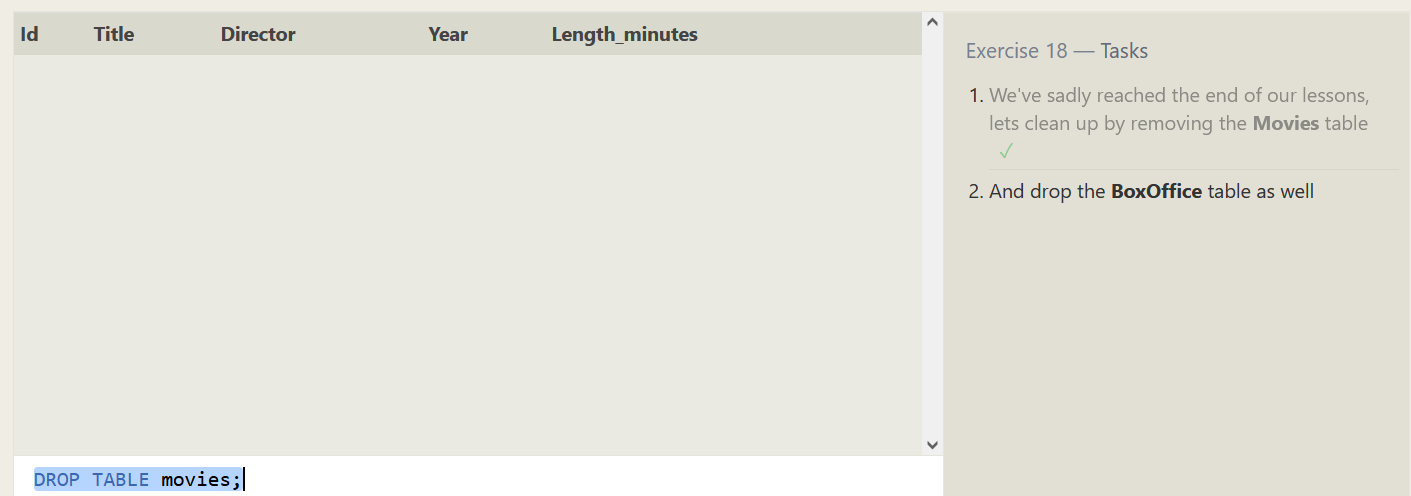 Id Title Director Year Length_minutes
Exercise 18 — Tasks
1. We've sadly reached the end of our lessons,
lets clean up by removing the Movies table
✓
2. And drop the BoxOffice table as well
DROP TABLE movies;